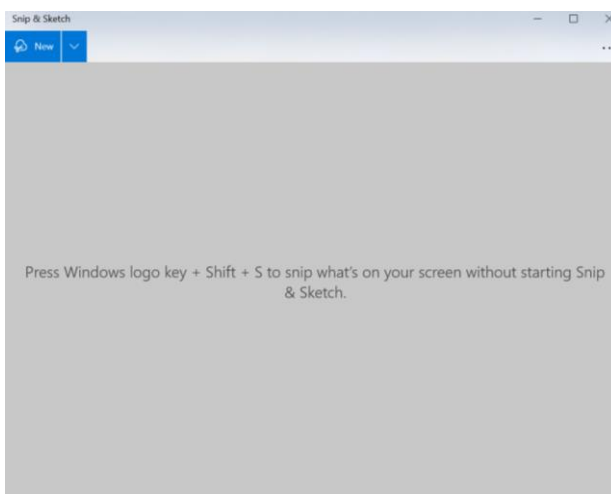 Snip & Sketch
New
Press Windows logo key + Shift + S to snip what's on your screen without starting Snip
& Sketch.